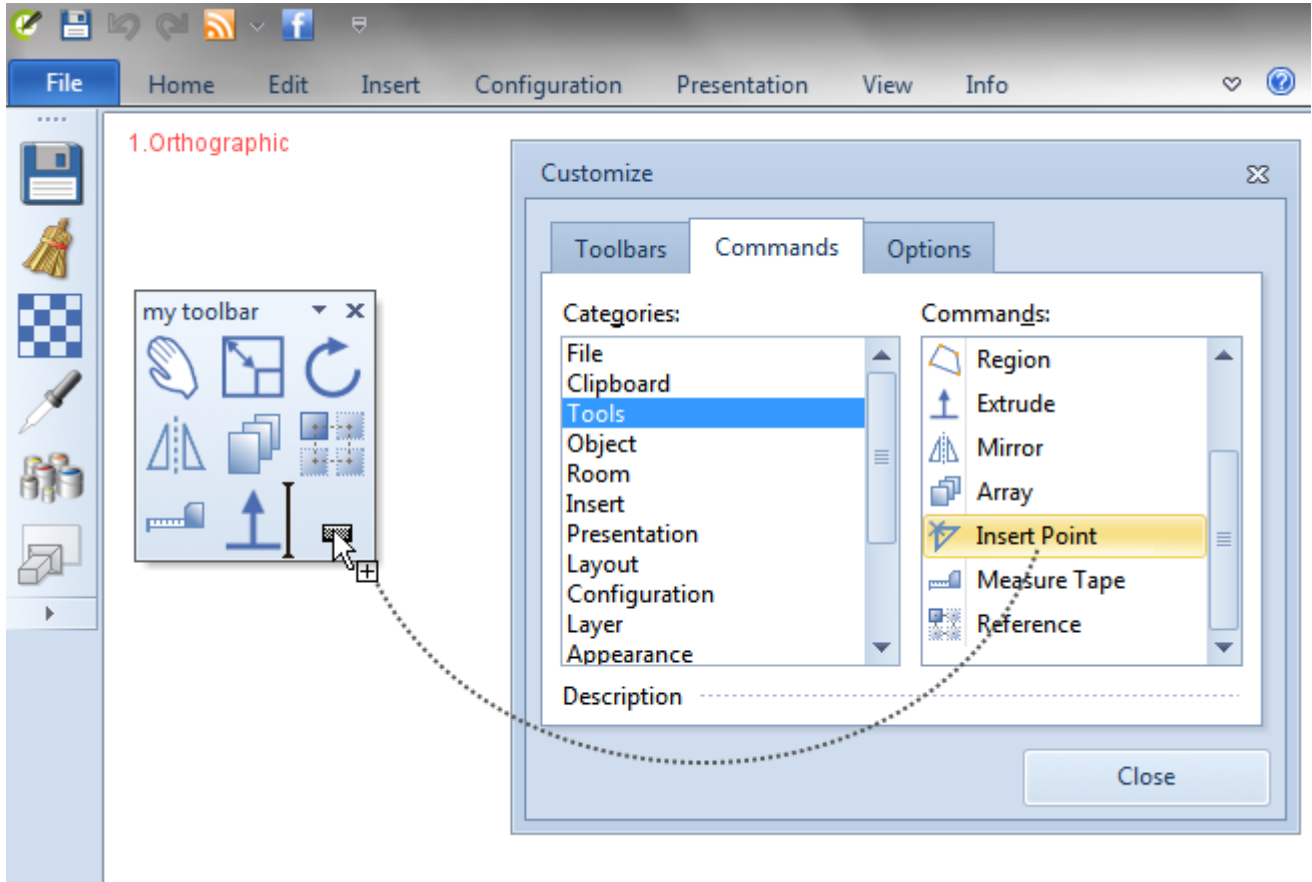 File Home Edit Insert Configuration Presentation View Info
1.Orthographic
my toolbar
Customize
Toolbars Commands Options
Categories:
File
Clipboard
Tools
Object
Room
Insert
Presentation
Layout
Configuration
Layer
Appearance
Commands:
Region
Extrude
Mirror
Array
Insert Point
Measure Tape
Reference
Description
Close